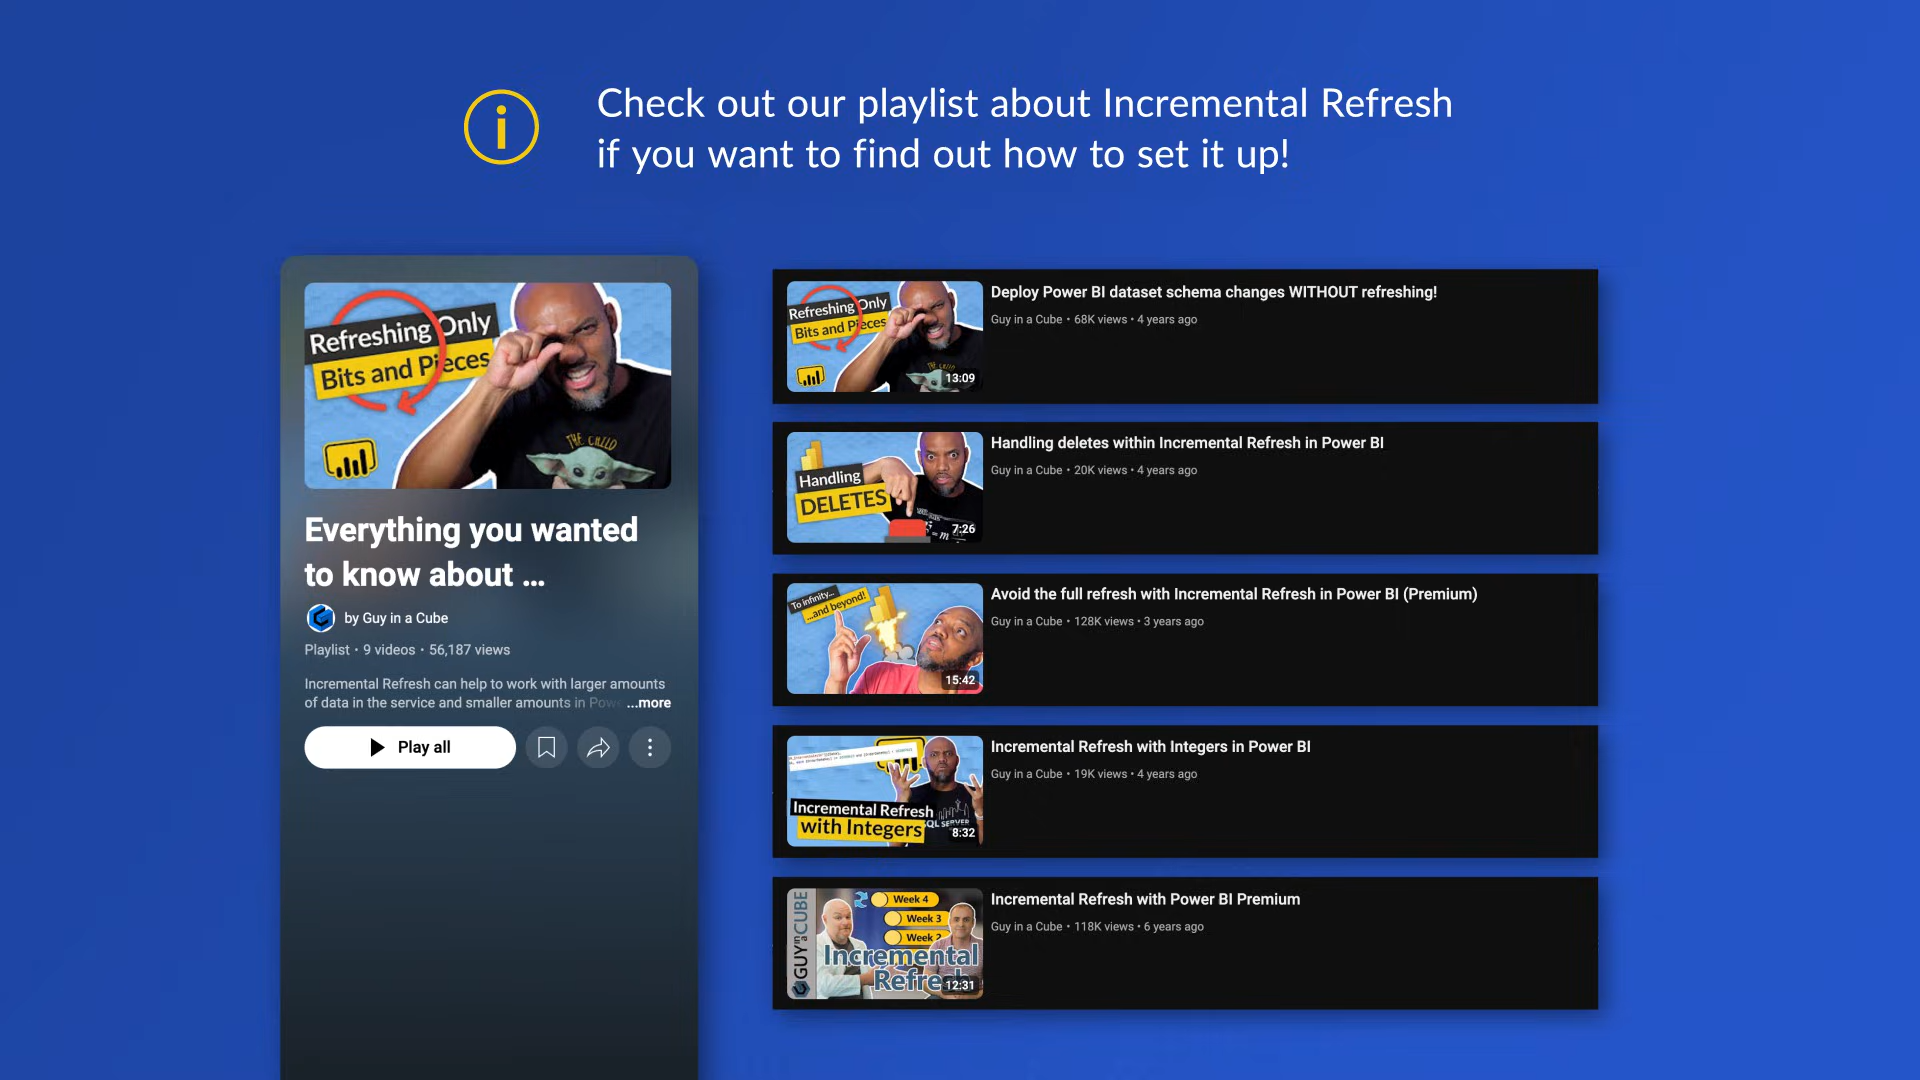 Check out our playlist about Incremental Refresh
if you want to find out how to set it up!
Refreshing Only
Bits and Pieces
THE CHILD
Everything you wanted
to know about ...
by Guy in a Cube
Playlist • 9 videos • 56,187 views
Incremental Refresh can help to work with larger amounts
of data in the service and smaller amounts in Pow ...more
Play all
Refreshing Only
Bits and Pieces
THE CHILD
13:09
Deploy Power BI dataset schema changes WITHOUT refreshing!
Guy in a Cube • 68K views • 4 years ago
Handling
DELETES
7:26
Handling deletes within Incremental Refresh in Power BI
Guy in a Cube • 20K views • 4 years ago
To infinity...
...and beyond!
15:42
Avoid the full refresh with Incremental Refresh in Power BI (Premium)
Guy in a Cube • 128K views • 3 years ago
Incremental Refresh
with Integers
SQL SERVER
8:32
Incremental Refresh with Integers in Power BI
Guy in a Cube • 19K views • 4 years ago
GUY in a CUBE
Week 4
Week 3
Week 2
Incremental
Refresh
12:31
Incremental Refresh with Power BI Premium
Guy in a Cube • 118K views • 6 years ago